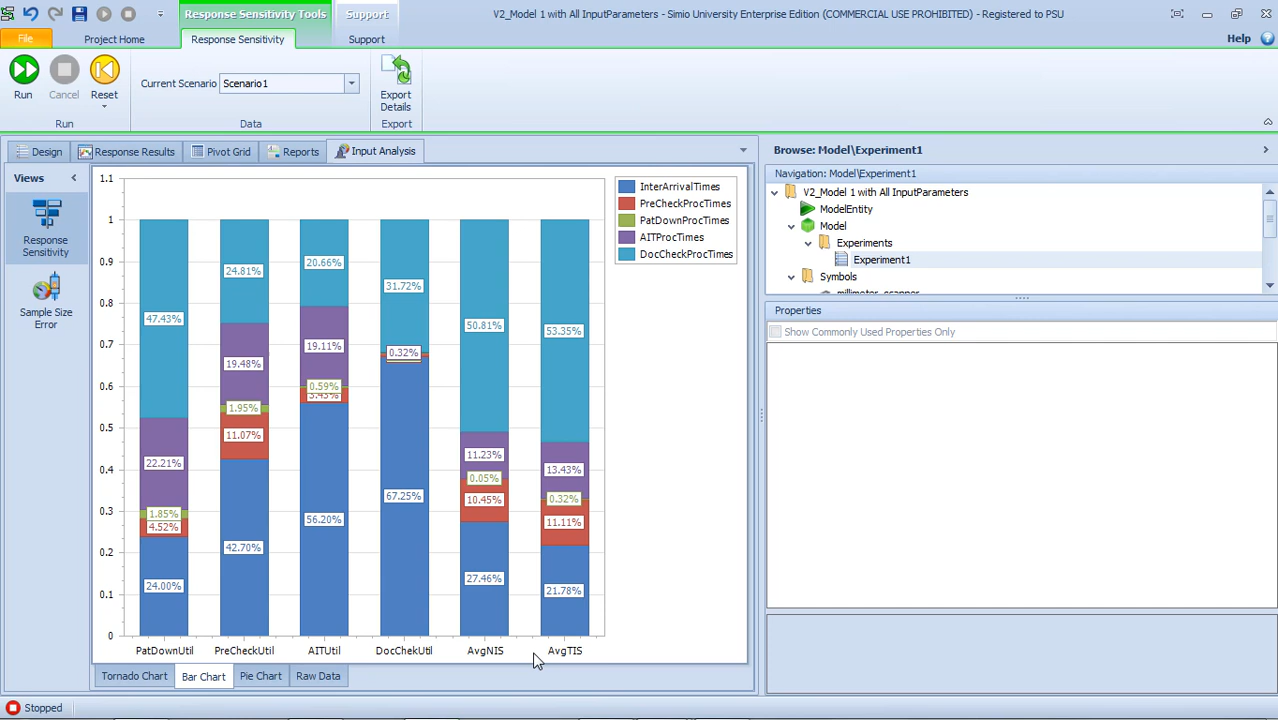 Response Sensitivity Tools
Support
V2_Model 1 with All InputParameters - Simio University Enterprise Edition (COMMERCIAL USE PROHIBITED) - Registered to PSU
File
Project Home
Response Sensitivity
Support
Help
Run
Cancel
Reset
Current Scenario
Scenario1
Export
Details
Run
Data
Export
Design
Response Results
Pivot Grid
Reports
Input Analysis
Views
Response
Sensitivity
Sample Size
Error
1.1
1
0.9
0.8
0.7
0.6
0.5
0.4
0.3
0.2
0.1
0
47.43%
22.21%
1.85%
4.52%
24.00%
24.81%
19.48%
1.95%
11.07%
42.70%
20.66%
19.11%
0.59%
3.43%
56.20%
31.72%
0.32%
67.25%
50.81%
11.23%
0.05%
10.45%
27.46%
53.35%
13.43%
0.32%
11.11%
21.78%
PatDownUtil
PreCheckUtil
AITUtil
DocChekUtil
AvgNIS
AvgTIS
InterArrivalTimes
PreCheckProcTimes
PatDownProcTimes
AITProcTimes
DocCheckProcTimes
Tornado Chart
Bar Chart
Pie Chart
Raw Data
Browse: Model\Experiment1
Navigation: Model\Experiment1
V2_Model 1 with All InputParameters
ModelEntity
Model
Experiments
Experiment1
Symbols
Properties
Show Commonly Used Properties Only
Stopped